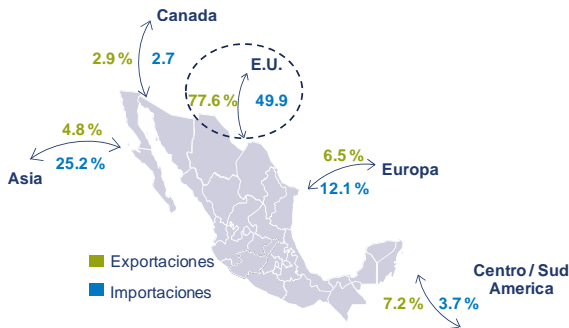 Canada
2.9 % 2.7
E.U.
77.6 % 49.9
4.8 %
25.2 %
Asia
6.5 %
Europa
12.1 %
Exportaciones
Importaciones
Centro / Sud
America
7.2 % 3.7 %